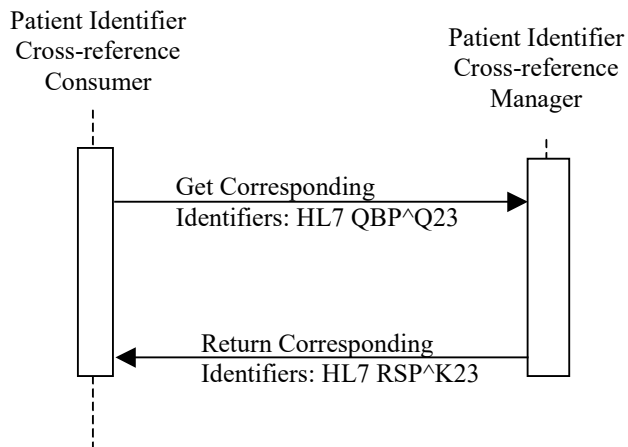 Patient Identifier
Cross-reference
Consumer
Patient Identifier
Cross-reference
Manager
Get Corresponding
Identifiers: HL7 QBP^Q23
Return Corresponding
Identifiers: HL7 RSP^K23